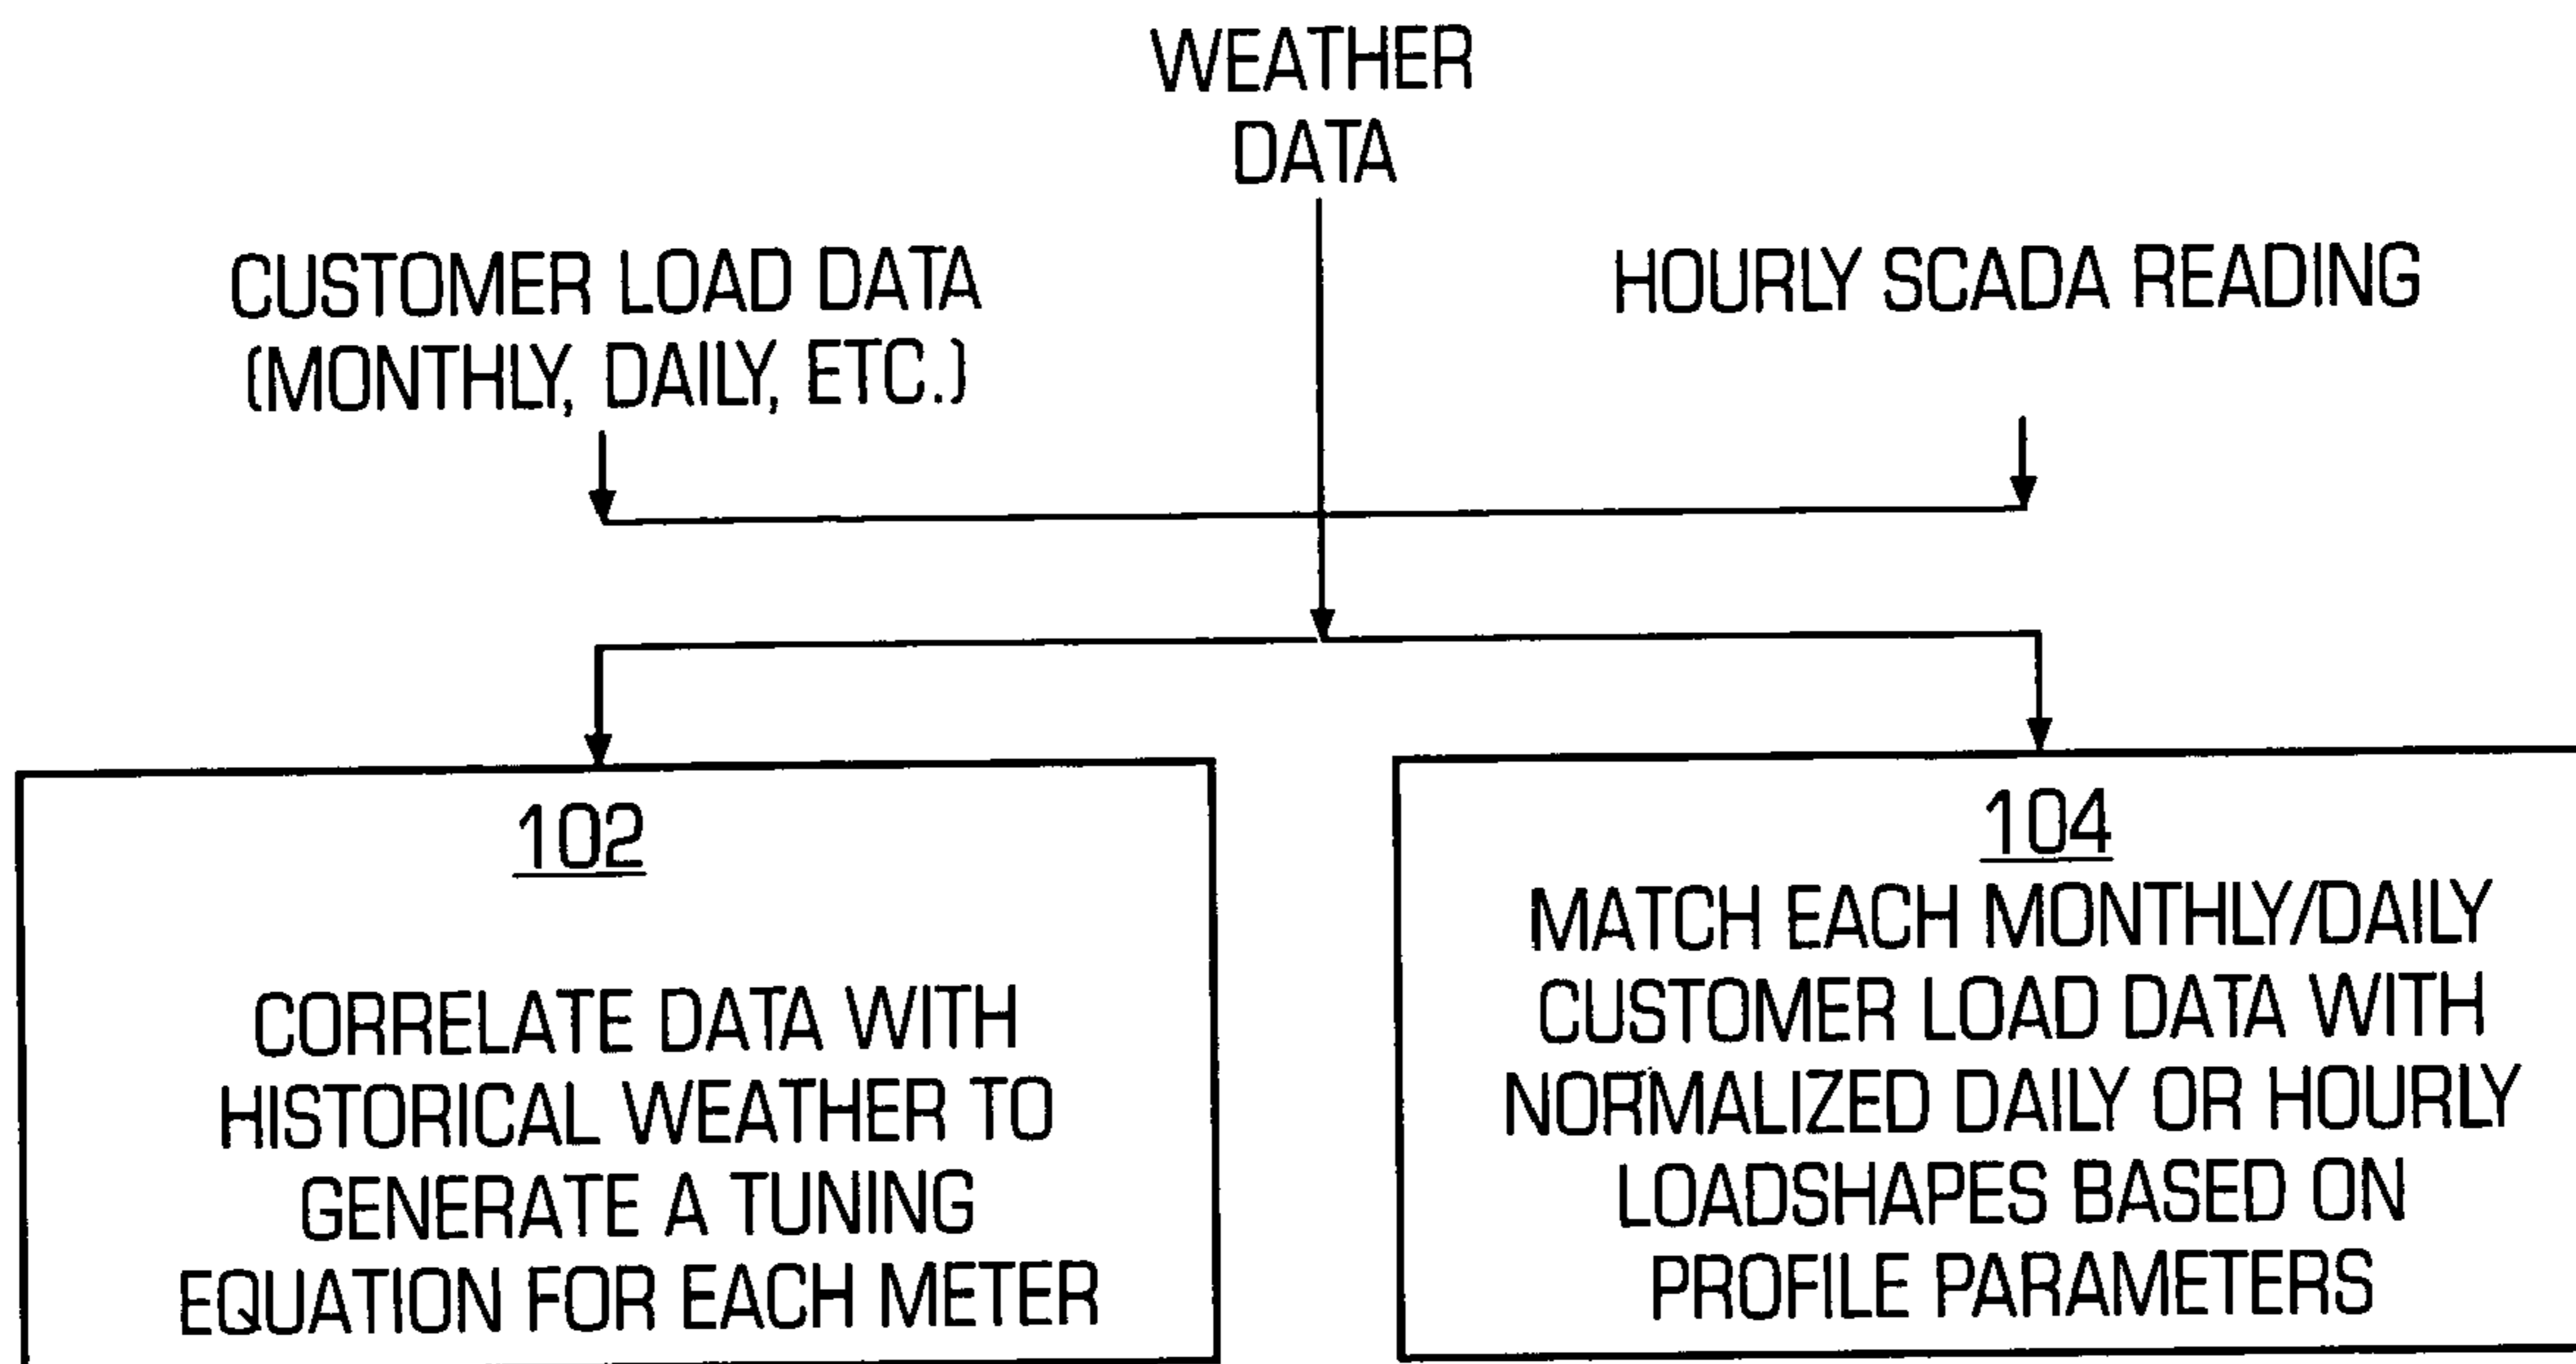 WEATHER
DATA
CUSTOMER LOAD DATA
(MONTHLY, DAILY, ETC.)
HOURLY SCADA READING
102
CORRELATE DATA WITH
HISTORICAL WEATHER TO
GENERATE A TUNING
EQUATION FOR EACH METER
104
MATCH EACH MONTHLY/DAILY
CUSTOMER LOAD DATA WITH
NORMALIZED DAILY OR HOURLY
LOADSHAPES BASED ON
PROFILE PARAMETERS